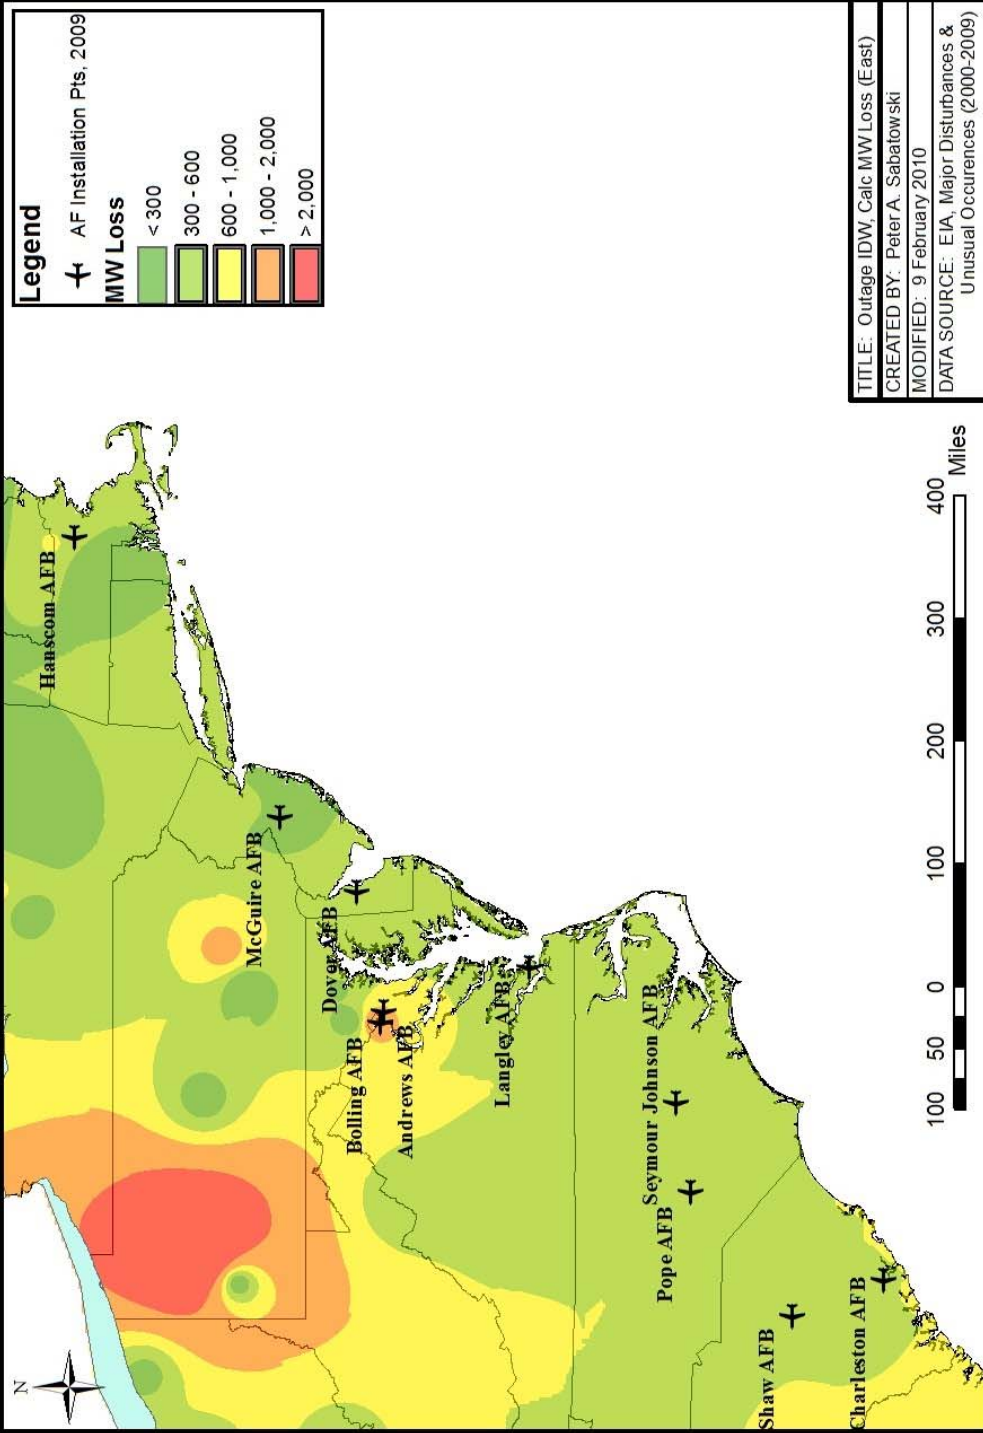 Legend
AF Installation Pts, 2009
MW Loss
< 300
300 - 600
600 - 1,000
1,000 - 2,000
> 2,000
N
Hanscom AFB
McGuire AFB
Dover AFB
Bolling AFB
Andrews AFB
Langley AFB
Seymour Johnson AFB
Pope AFB
Shaw AFB
Charleston AFB
100 50 0 100 200 300 400
Miles
TITLE: Outage IDW, Calc MW Loss (East)
CREATED BY: Peter A. Sabatowski
MODIFIED: 9 February 2010
DATA SOURCE: EIA, Major Distubances &
Unusual Occurences (2000-2009)